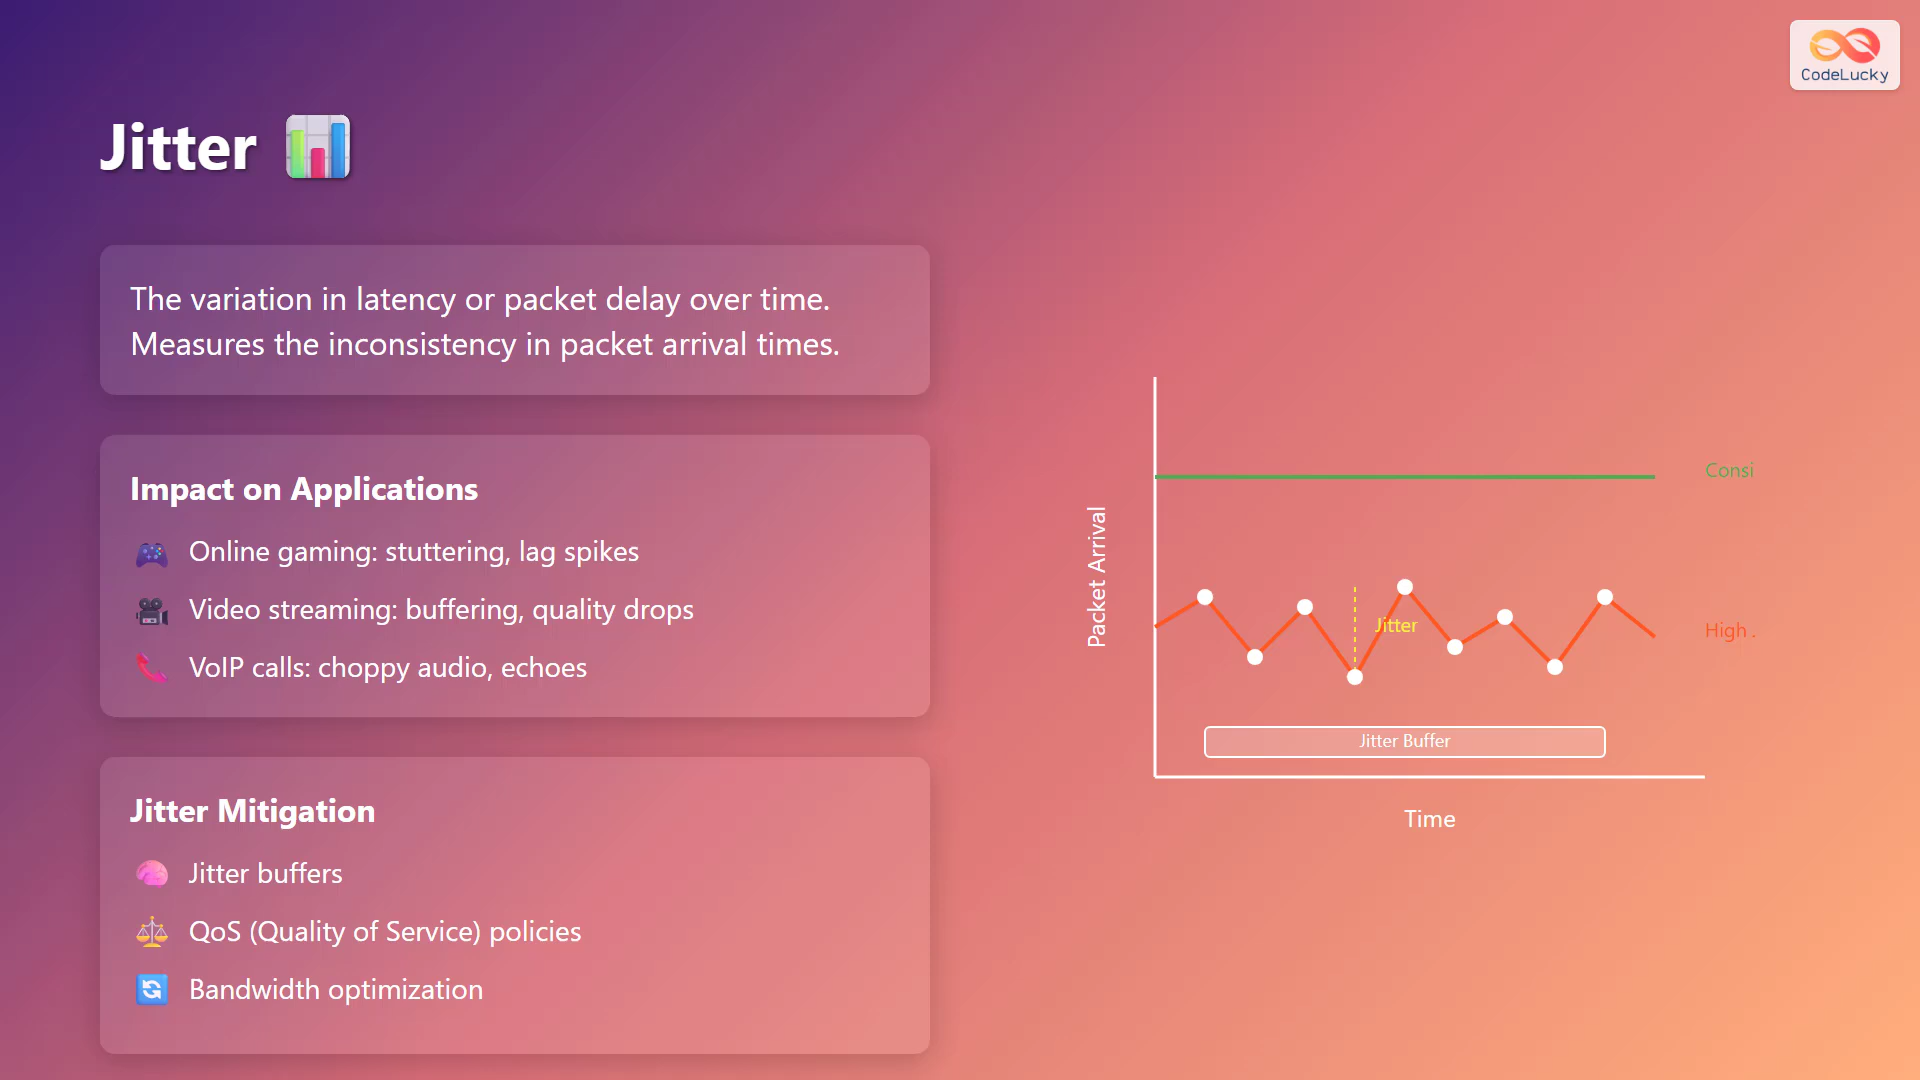 CodeLucky
Jitter
The variation in latency or packet delay over time.
Measures the inconsistency in packet arrival times.
Impact on Applications
Online gaming: stuttering, lag spikes
Video streaming: buffering, quality drops
VoIP calls: choppy audio, echoes
Jitter Mitigation
Jitter buffers
QoS (Quality of Service) policies
Bandwidth optimization
Packet Arrival
Consi
Jitter
High .
Jitter Buffer
Time